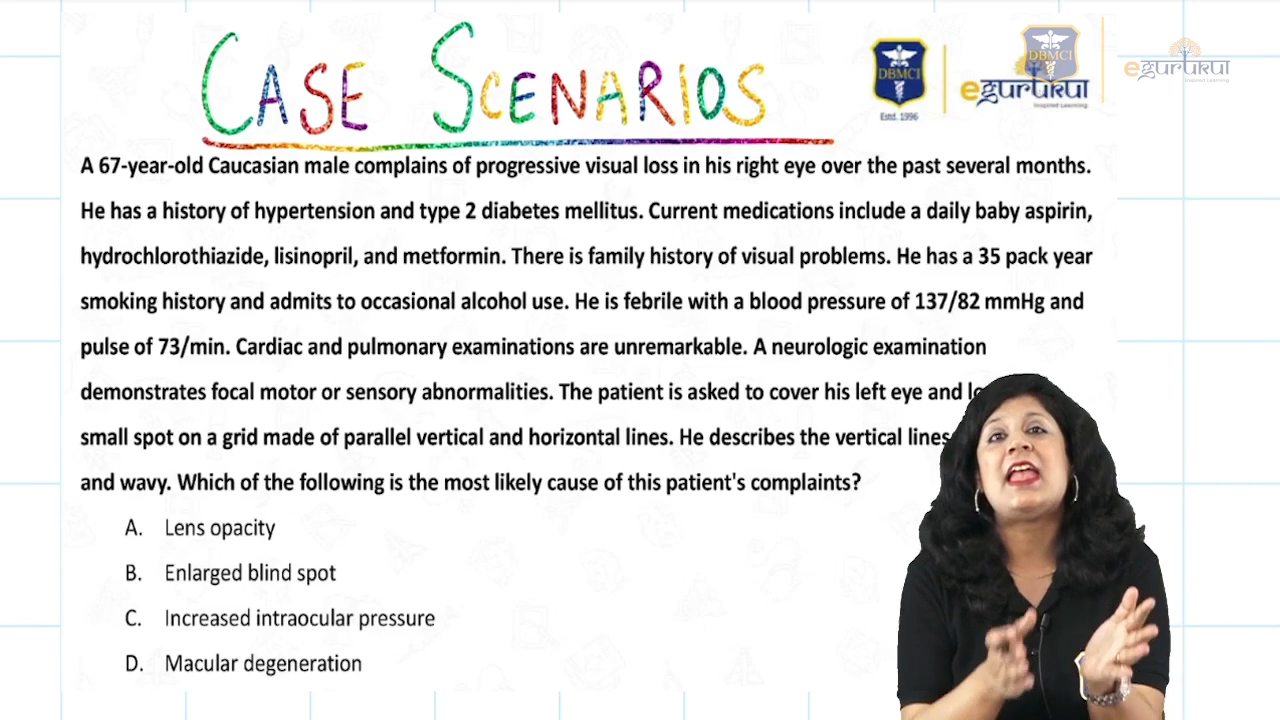 CASE SCENARIOS
DBMCI
Estd. 1996
egurukul
Inspired Learning
DBMCI
egurukul
Inspired Learning
A 67-year-old Caucasian male complains of progressive visual loss in his right eye over the past several months.
He has a history of hypertension and type 2 diabetes mellitus. Current medications include a daily baby aspirin,
hydrochlorothiazide, lisinopril, and metformin. There is family history of visual problems. He has a 35 pack year
smoking history and admits to occasional alcohol use. He is febrile with a blood pressure of 137/82 mmHg and
pulse of 73/min. Cardiac and pulmonary examinations are unremarkable. A neurologic examination
demonstrates focal motor or sensory abnormalities. The patient is asked to cover his left eye and
small spot on a grid made of parallel vertical and horizontal lines. He describes the vertical lines
and wavy. Which of the following is the most likely cause of this patient's complaints?
A. Lens opacity
B. Enlarged blind spot
C. Increased intraocular pressure
D. Macular degeneration